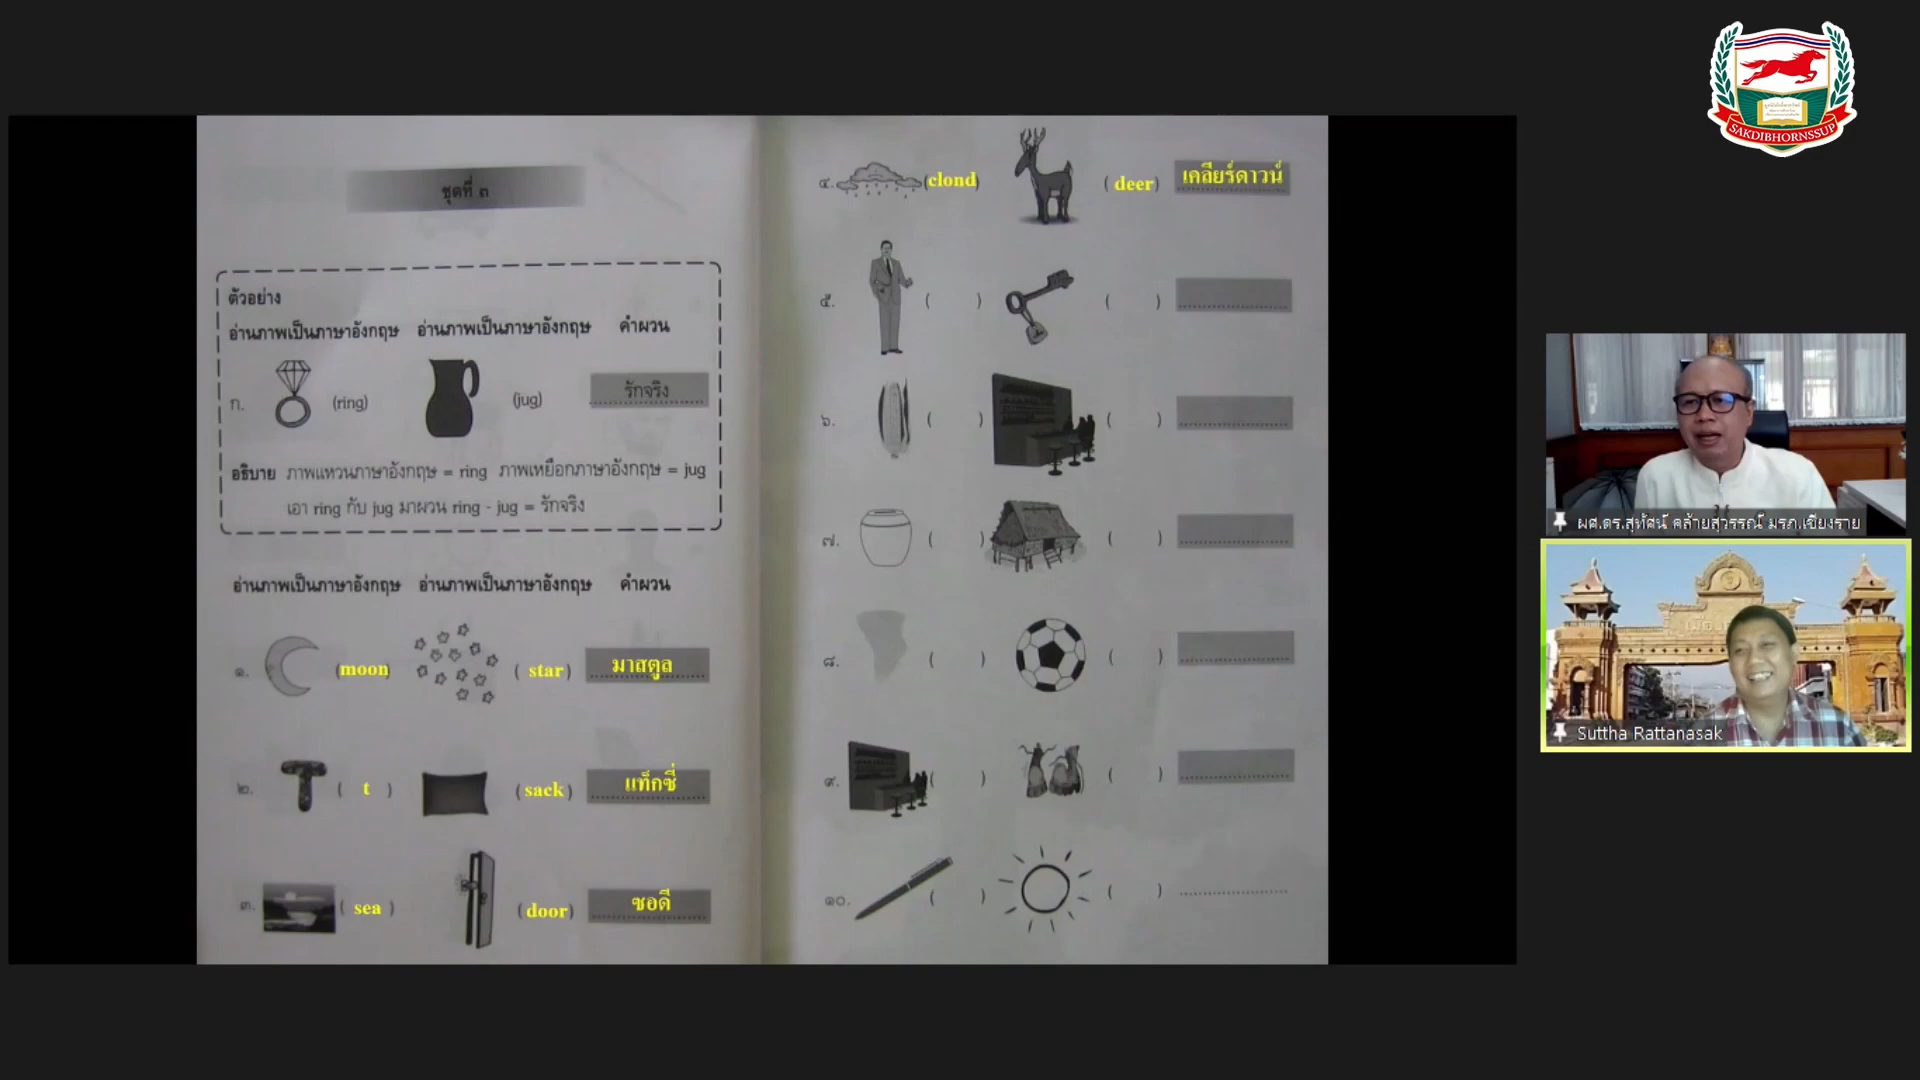 SAKDIBHORNSSUP
ชุดที่ ๓
ตัวอย่าง
อ่านภาพเป็นภาษาอังกฤษ อ่านภาพเป็นภาษาอังกฤษ คำผวน
ก. (ring) (jug) รักจริง
อธิบาย ภาพแหวนภาษาอังกฤษ = ring ภาพเหยือกภาษาอังกฤษ = jug
เอา ring กับ jug มาผวน ring - jug = รักจริง
อ่านภาพเป็นภาษาอังกฤษ อ่านภาพเป็นภาษาอังกฤษ คำผวน
๑. (moon) (star) มาสตูล
๒. (t) (sack) แท็กซี่
๓. (sea) (door) ซอดี
๔. (clond) (deer) เคลียร์ดาวน์
๕. ( ) ( )
๖. ( ) ( )
๗. ( ) ( )
๘. ( ) ( )
๙. ( ) ( )
๑๐. ( ) ( )
ผศ.ดร.สุทัศน์ คล้ายสุวรรณ์ มรภ.เชียงราย
Suttha Rattanasak